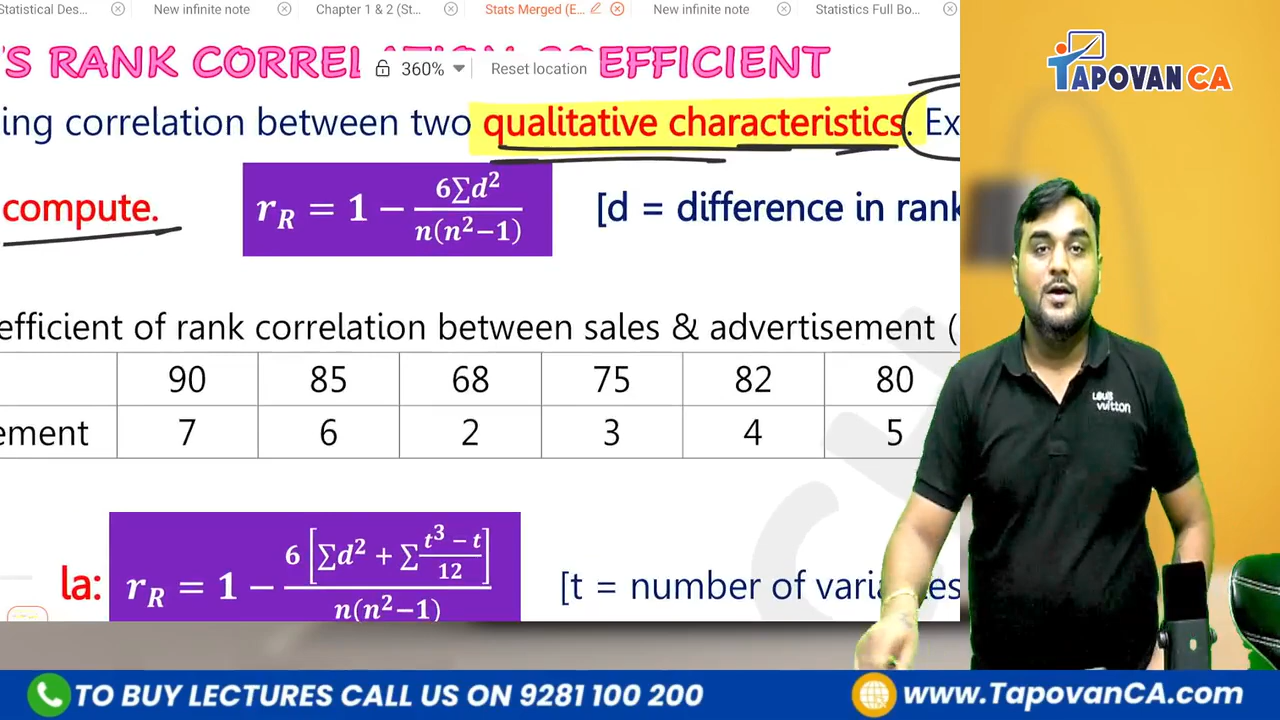 Statistical Des...
New infinite note
Chapter 1 & 2 (St...
Stats Merged (E...
New infinite note
Statistics Full Bo...
'S RANK CORREL EFFICIENT
360%
Reset location
ing correlation between two qualitative characteristics. Ex
compute.
r_R = 1 − 6∑d² / n(n²−1)
[d = difference in rank
efficient of rank correlation between sales & advertisement (
90 85 68 75 82 80
ement 7 6 2 3 4 5
la:
r_R = 1 − 6[∑d² + ∑(t³ − t)/12] / n(n²−1)
[t = number of varia es
TAPOVAN CA
Louis
vuitton
TO BUY LECTURES CALL US ON 9281 100 200
www.TapovanCA.com